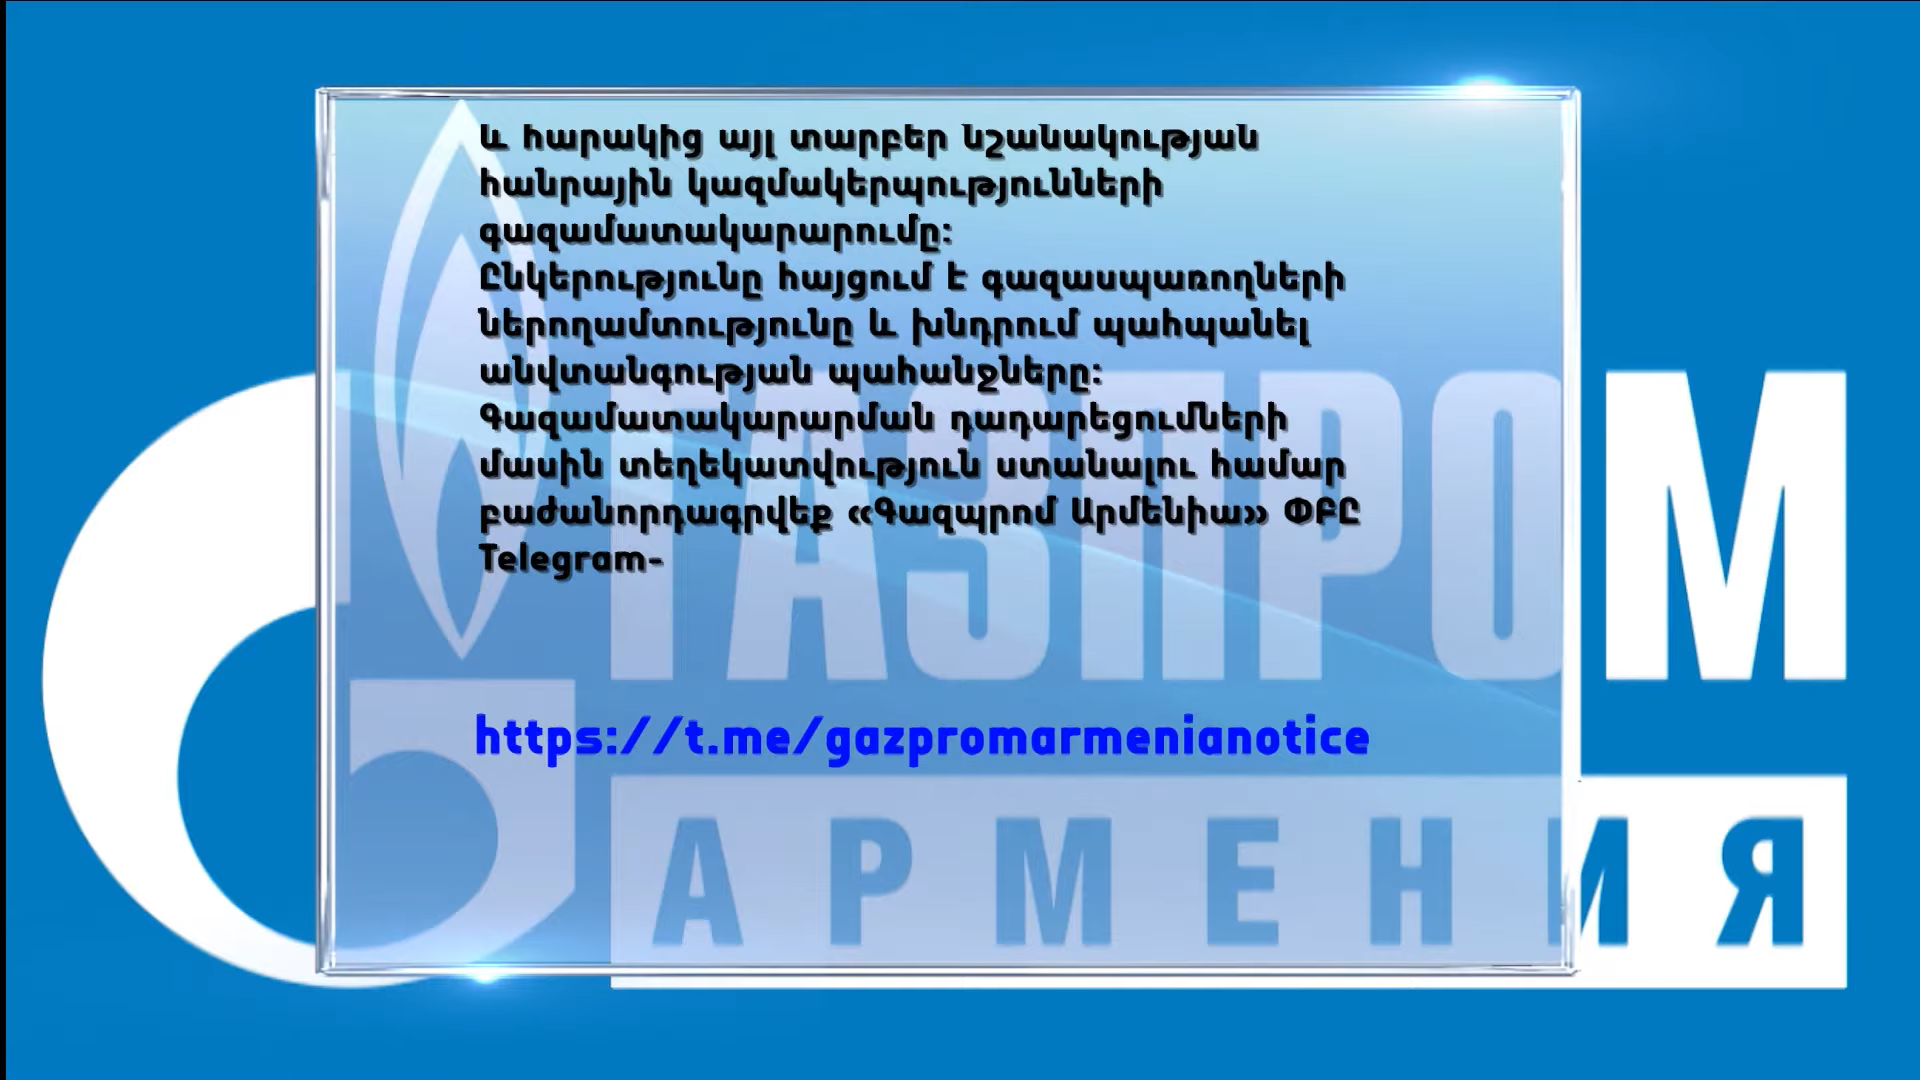 և հարակից այլ տարբեր նշանակության
հանրային կազմակերպությունների
գազամատակարարումը:
Ընկերությունը հայցում է գազասպառողների
ներողամտությունը և խնդրում պահպանել
անվտանգության պահանջները:
Գազամատակարարման դադարեցումների
մասին տեղեկատվություն ստանալու համար
բաժանորդագրվեք «Գազպրոմ Արմենիա» ՓԲԸ
Telegram-
https://t.me/gazpromarmenianotice
ГАЗПРОМ
АРМЕНИЯ